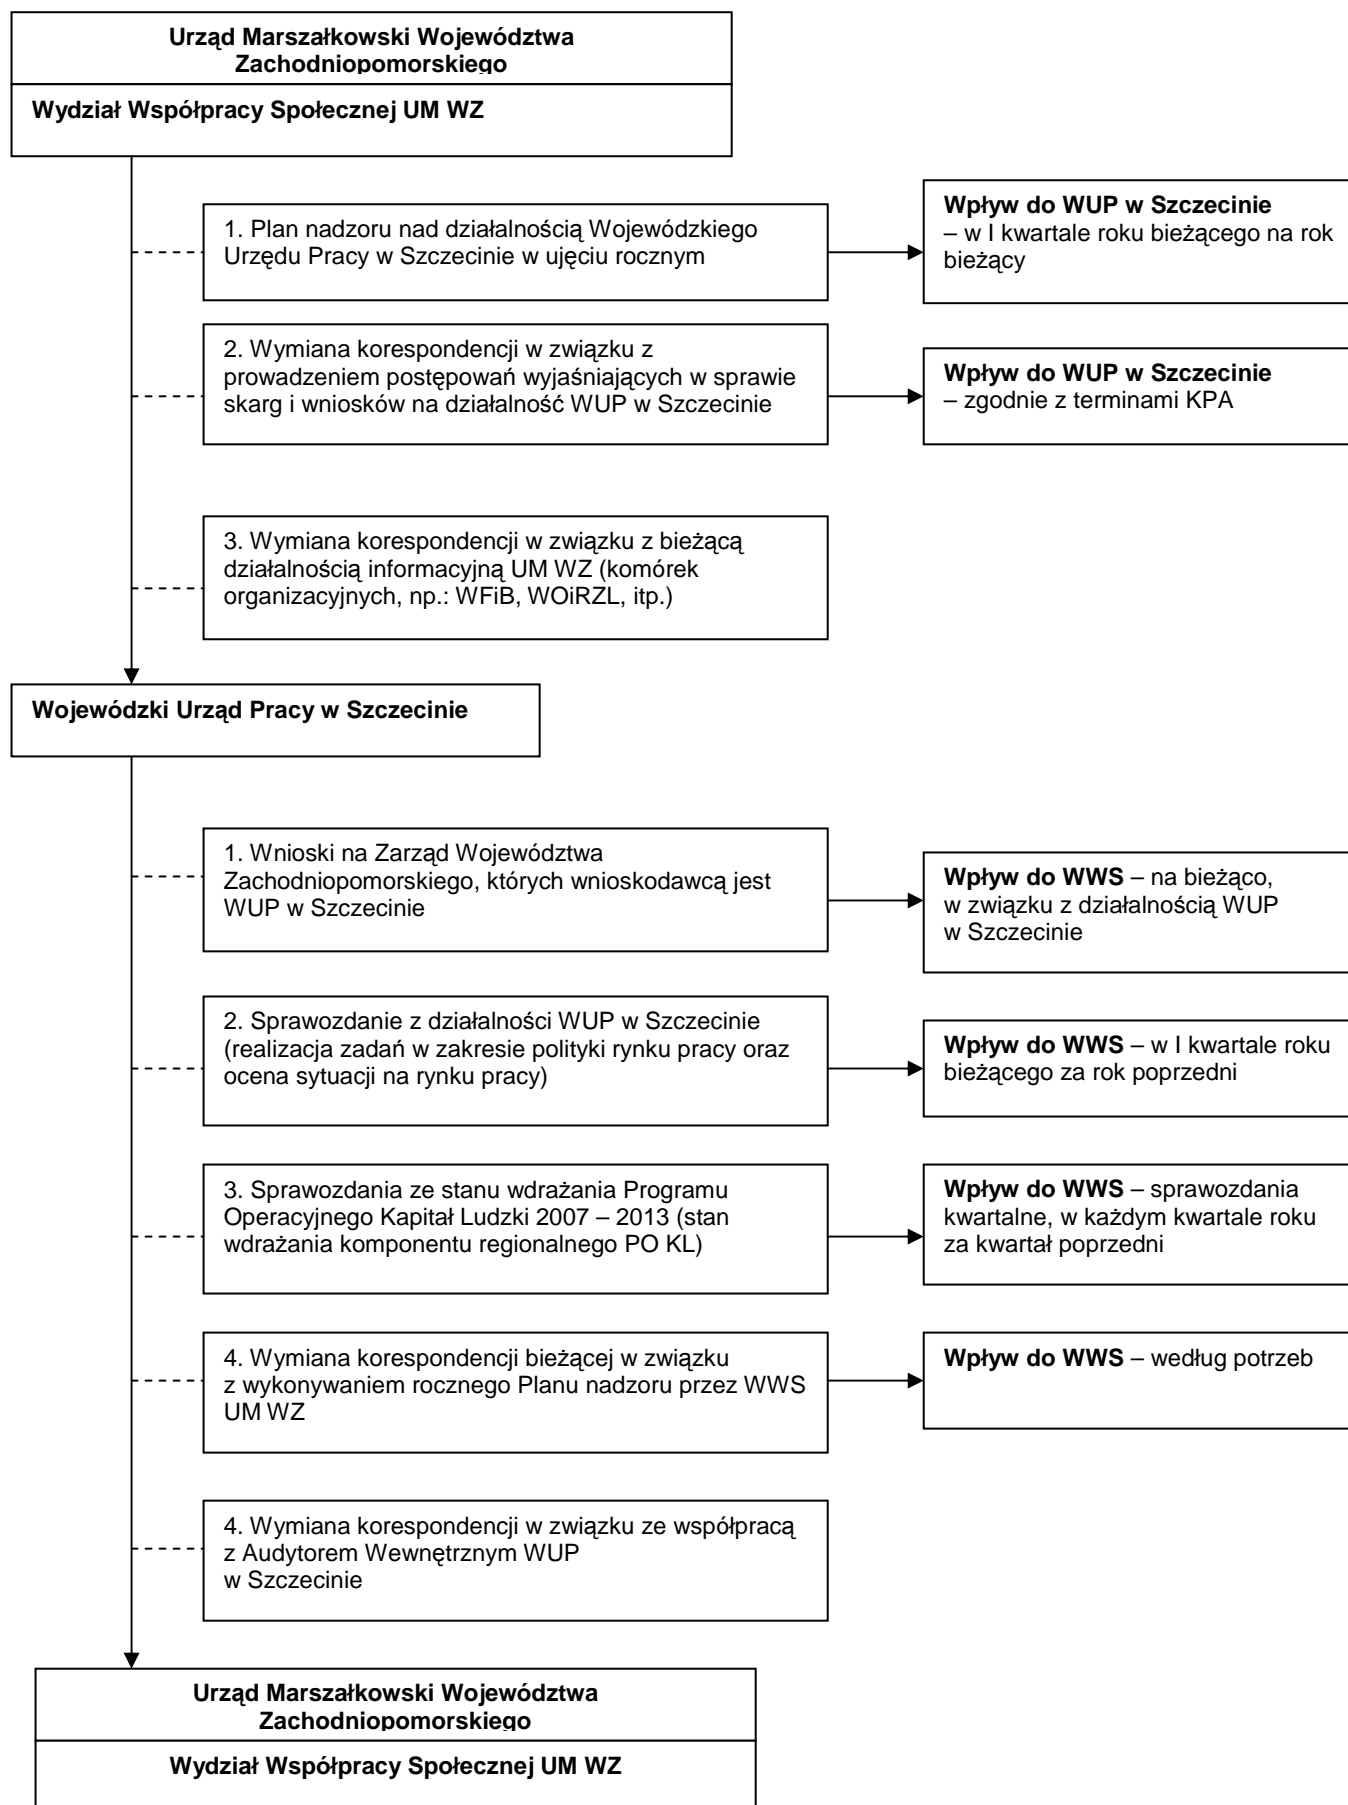 Urząd Marszałkowski Województwa
Zachodniopomorskiego
Wydział Współpracy Społecznej UM WZ
1. Plan nadzoru nad działalnością Wojewódzkiego
Urzędu Pracy w Szczecinie w ujęciu rocznym
Wpływ do WUP w Szczecinie
– w I kwartale roku bieżącego na rok
bieżący
2. Wymiana korespondencji w związku z
prowadzeniem postępowań wyjaśniających w sprawie
skarg i wniosków na działalność WUP w Szczecinie
Wpływ do WUP w Szczecinie
– zgodnie z terminami KPA
3. Wymiana korespondencji w związku z bieżącą
działalnością informacyjną UM WZ (komórek
organizacyjnych, np.: WFiB, WOiRZL, itp.)
Wojewódzki Urząd Pracy w Szczecinie
1. Wnioski na Zarząd Województwa
Zachodniopomorskiego, których wnioskodawcą jest
WUP w Szczecinie
Wpływ do WWS – na bieżąco,
w związku z działalnością WUP
w Szczecinie
2. Sprawozdanie z działalności WUP w Szczecinie
(realizacja zadań w zakresie polityki rynku pracy oraz
ocena sytuacji na rynku pracy)
Wpływ do WWS – w I kwartale roku
bieżącego za rok poprzedni
3. Sprawozdania ze stanu wdrażania Programu
Operacyjnego Kapitał Ludzki 2007 – 2013 (stan
wdrażania komponentu regionalnego PO KL)
Wpływ do WWS – sprawozdania
kwartalne, w każdym kwartale roku
za kwartał poprzedni
4. Wymiana korespondencji bieżącej w związku
z wykonywaniem rocznego Planu nadzoru przez WWS
UM WZ
Wpływ do WWS – według potrzeb
4. Wymiana korespondencji w związku ze współpracą
z Audytorem Wewnętrznym WUP
w Szczecinie
Urząd Marszałkowski Województwa
Zachodniopomorskiego
Wydział Współpracy Społecznej UM WZ